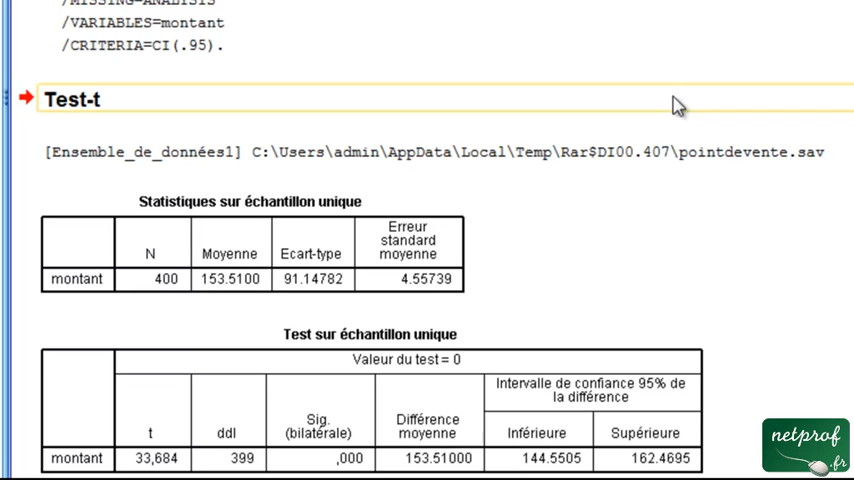 /MISSING=ANALYSIS
/VARIABLES=montant
/CRITERIA=CI(.95).
Test-t
[Ensemble_de_données1] C:\Users\admin\AppData\Local\Temp\Rar$DI00.407\pointdevente.sav
Statistiques sur échantillon unique
N Moyenne Ecart-type Erreur standard moyenne
montant 400 153.5100 91.14782 4.55739
Test sur échantillon unique
Valeur du test = 0
Intervalle de confiance 95% de la différence
t ddl Sig. (bilatérale) Différence moyenne Inférieure Supérieure
montant 33,684 399 ,000 153.51000 144.5505 162.4695
netprof
.fr